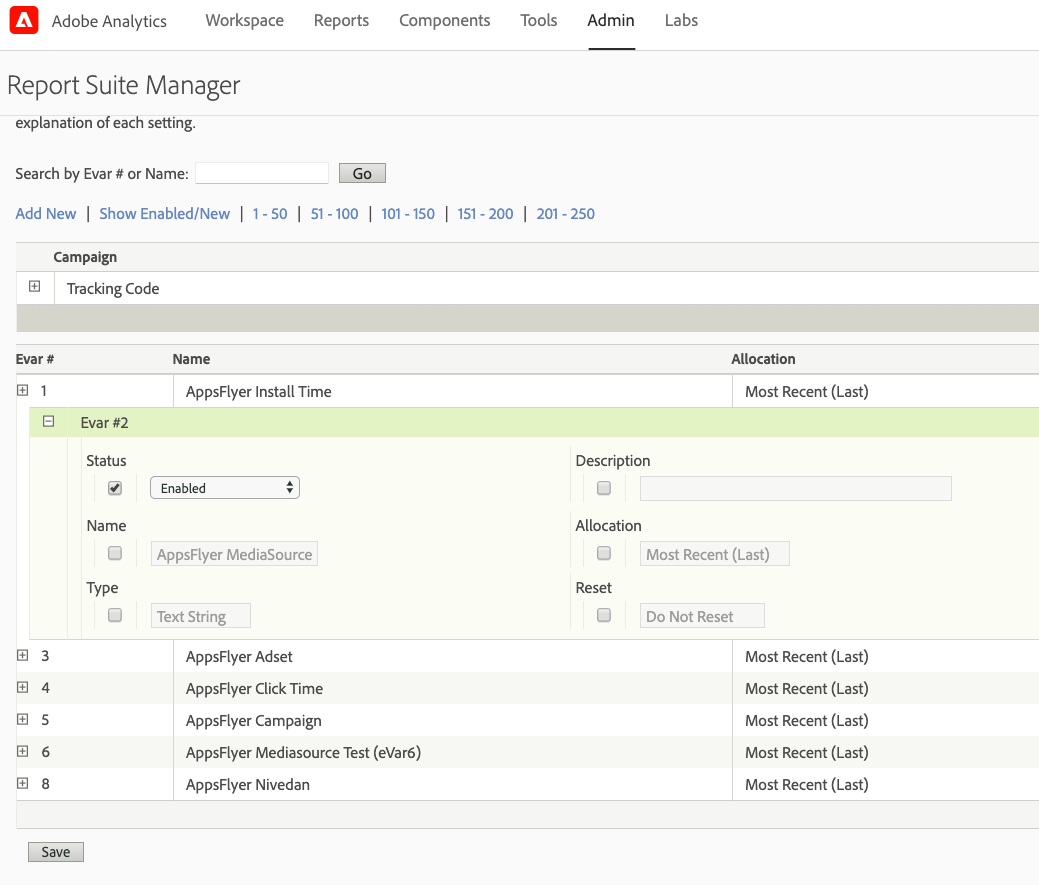 Adobe Analytics Workspace Reports Components Tools Admin Labs
Report Suite Manager
explanation of each setting.
Search by Evar # or Name: Go
Add New | Show Enabled/New | 1 - 50 | 51 - 100 | 101 - 150 | 151 - 200 | 201 - 250
Campaign
Tracking Code
Evar # Name Allocation
1 AppsFlyer Install Time Most Recent (Last)
Evar #2
Status Description
Enabled
Name Allocation
AppsFlyer MediaSource Most Recent (Last)
Type Reset
Text String Do Not Reset
3 AppsFlyer Adset Most Recent (Last)
4 AppsFlyer Click Time Most Recent (Last)
5 AppsFlyer Campaign Most Recent (Last)
6 AppsFlyer Mediasource Test (eVar6) Most Recent (Last)
8 AppsFlyer Nivedan Most Recent (Last)
Save